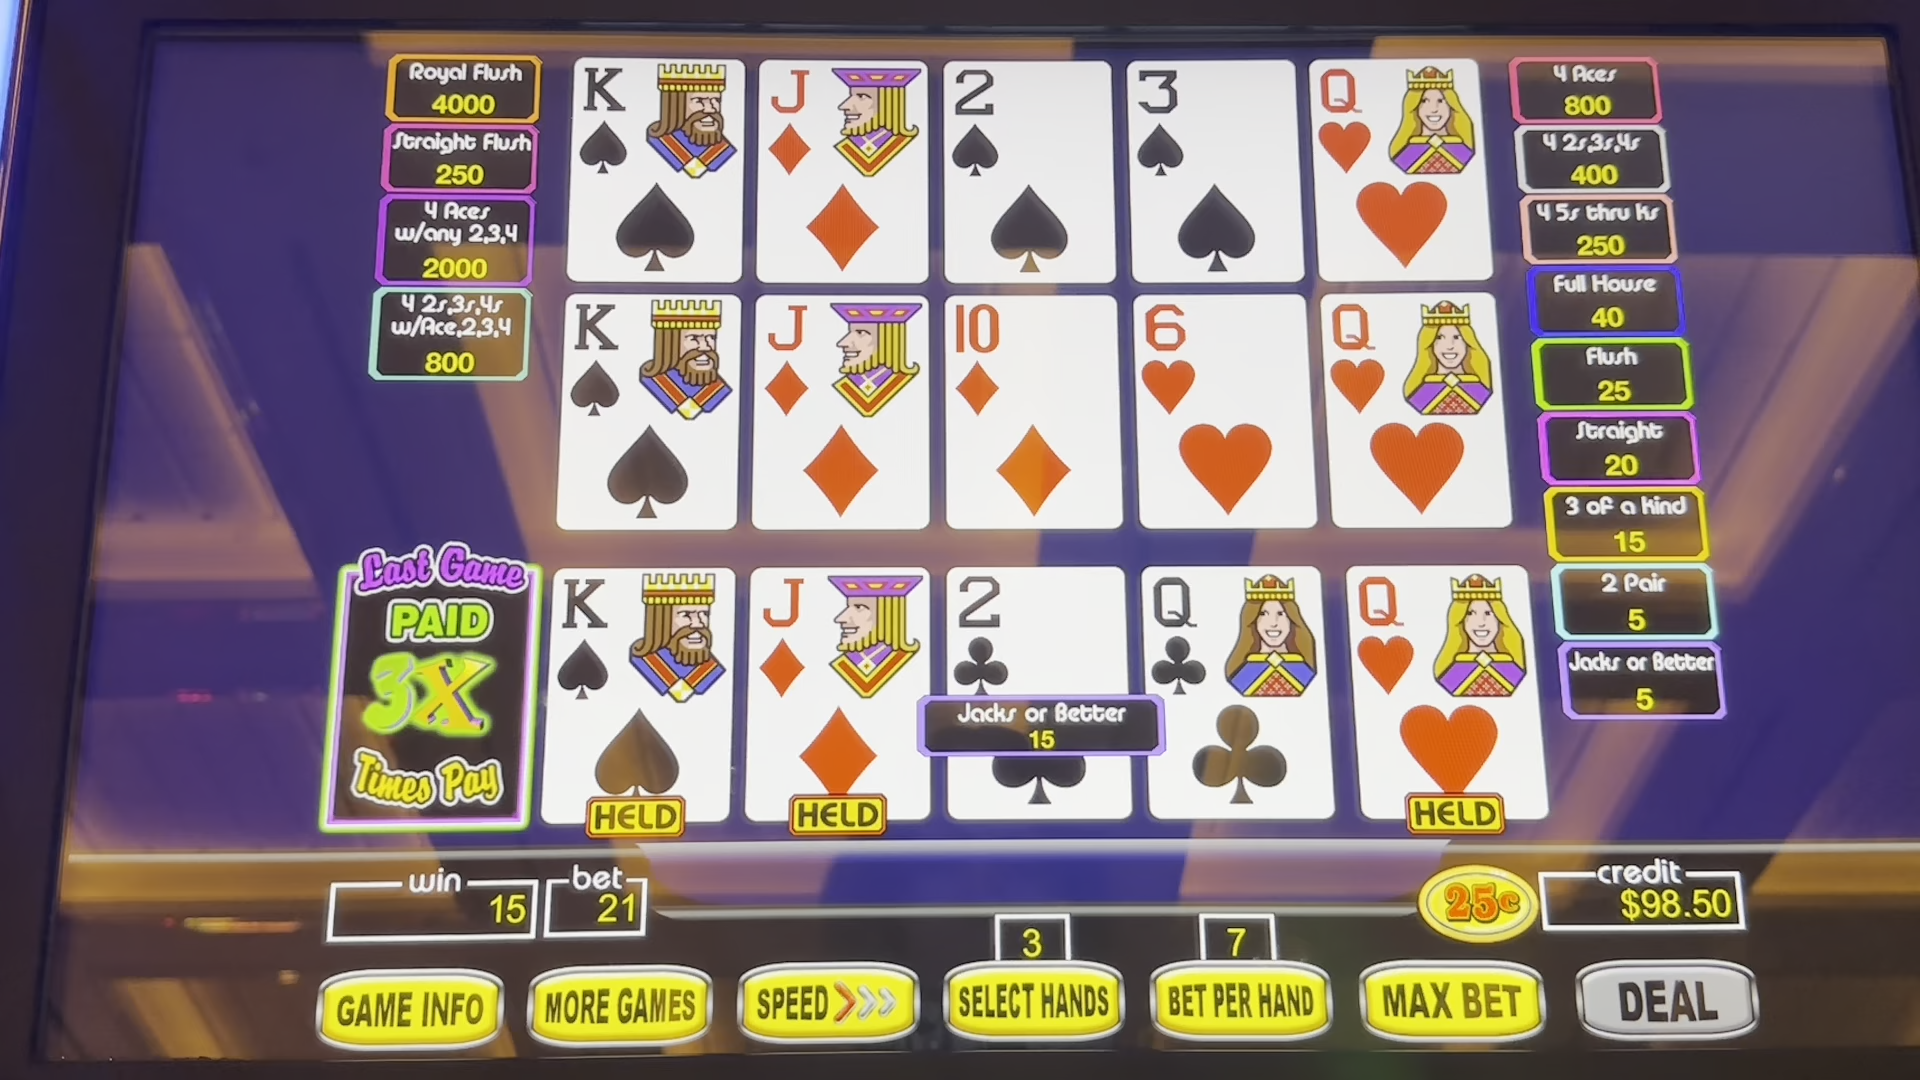 Royal Flush
4000
Straight Flush
250
4 Aces
w/any 2,3,4
2000
4 2s,3s,4s
w/Ace,2,3,4
800
K J 2 3 Q
K J 10 6 Q
4 Aces
800
4 2s,3s,4s
400
4 5s thru Ks
250
Full House
40
Flush
25
Straight
20
3 of a kind
15
2 Pair
5
Jacks or Better
5
Last Game
PAID
3X
Times Pay
K J 2 Q Q
Jacks or Better
15
HELD HELD HELD
win
15
bet
21
3
7
25¢
credit
$98.50
GAME INFO
MORE GAMES
SPEED
SELECT HANDS
BET PER HAND
MAX BET
DEAL